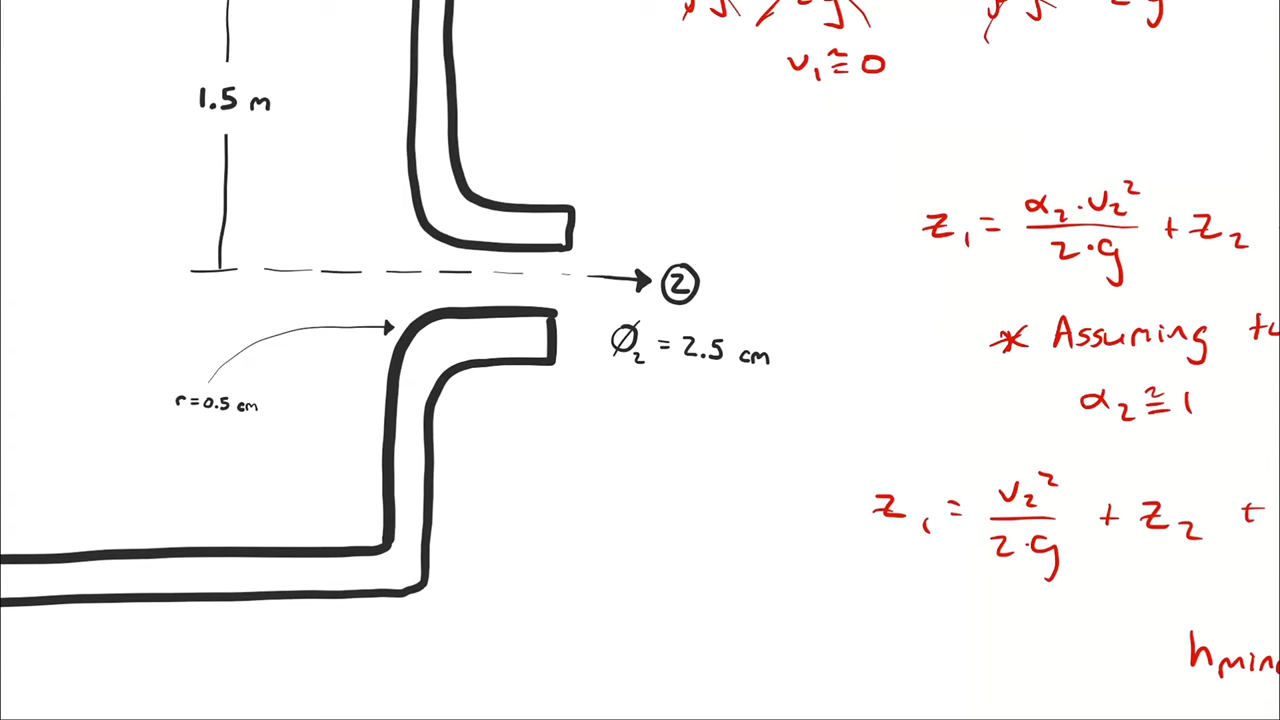 v₁ ≅ 0
1.5 m
z₁ = α₂·v₂² / 2·g + z₂
②
Ø₂ = 2.5 cm
* Assuming
r = 0.5 cm
α₂ ≅ 1
z₁ = v₂² / 2·g + z₂ +